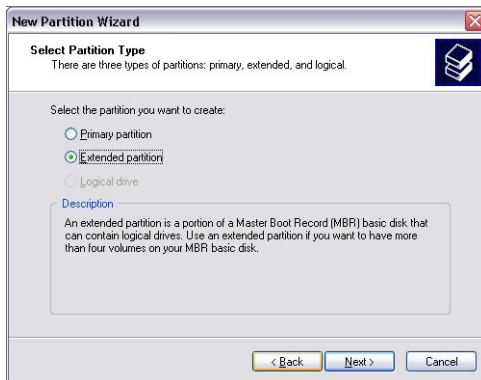 New Partition Wizard
Select Partition Type
There are three types of partitions: primary, extended, and logical.
Select the partition you want to create:
Primary partition
Extended partition
Logical drive
Description
An extended partition is a portion of a Master Boot Record (MBR) basic disk that
can contain logical drives. Use an extended partition if you want to have more
than four volumes on your MBR basic disk.
< Back Next > Cancel